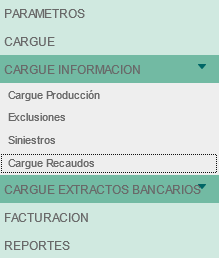 PARAMETROS
CARGUE
CARGUE INFORMACION
Cargue Producción
Exclusiones
Siniestros
Cargue Recaudos
CARGUE EXTRACTOS BANCARIOS
FACTURACION
REPORTES